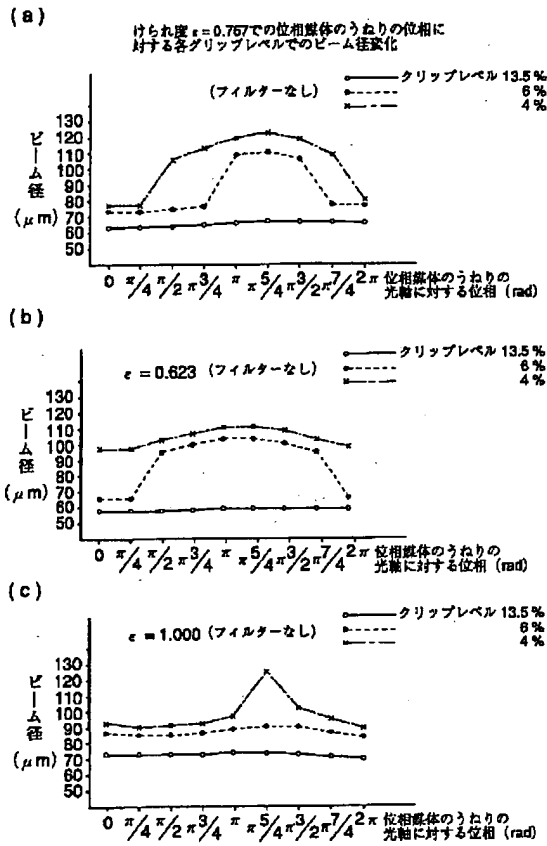 (a)
けられ度 ε = 0.767での位相媒体のうねりの位相に
対する各グリップレベルでのビーム径変化
クリップレベル 13.5 %
(フィルターなし)
6 %
4 %
ビーム径
(μm)
130
120
110
100
90
80
70
60
50
0 π/4 π/2 π3/4 π π5/4 π3/2 π7/4 2π
位相媒体のうねりの
光軸に対する位相 (rad)
(b)
クリップレベル 13.5 %
ε = 0.623 (フィルターなし)
6 %
4 %
ビーム径
(μm)
130
120
110
100
90
80
70
60
50
0 π/4 π/2 π3/4 π π5/4 π3/2 π7/4 2π
位相媒体のうねりの
光軸に対する位相 (rad)
(c)
クリップレベル 13.5 %
ε = 1.000 (フィルターなし)
6 %
4 %
ビーム径
(μm)
130
120
110
100
90
80
70
60
50
0 π/4 π/2 π3/4 π π5/4 π3/2 π7/4 2π
位相媒体のうねりの
光軸に対する位相 (rad)